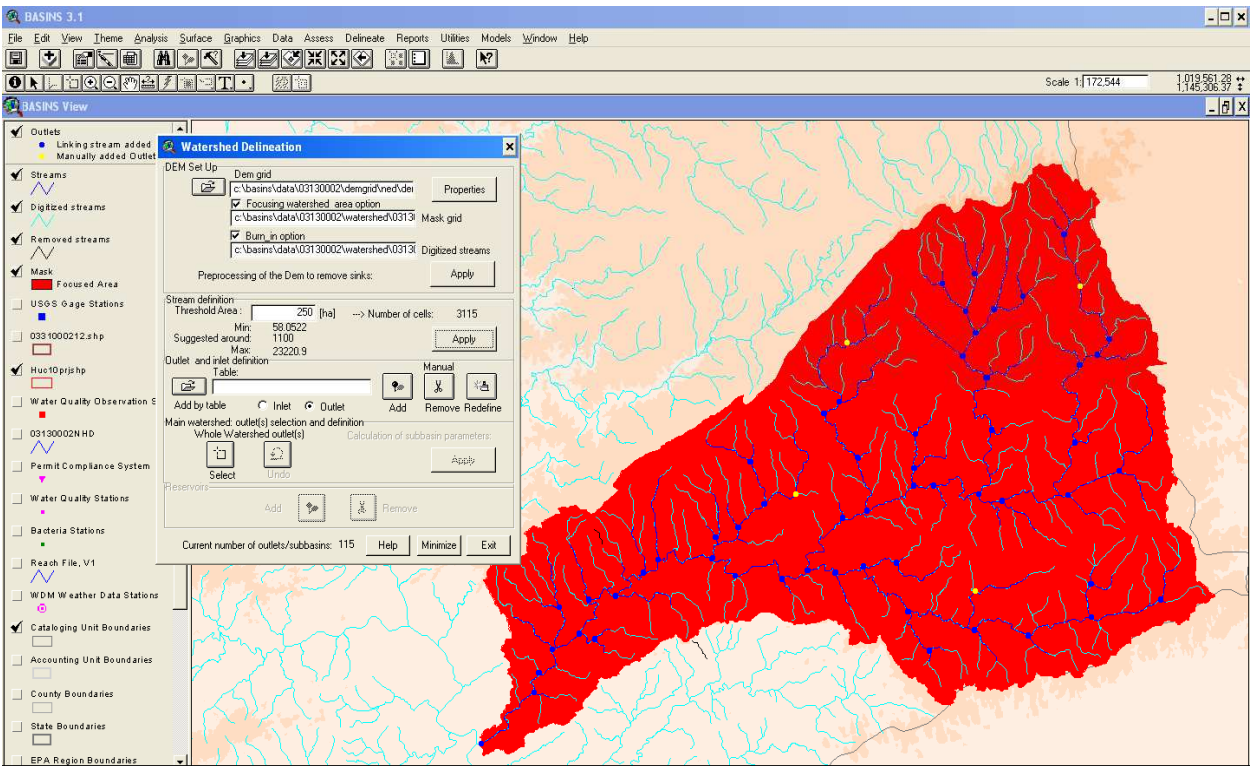 BASINS 3.1
File Edit View Theme Analysis Surface Graphics Data Assess Delineate Reports Utilities Models Window Help
Scale 1: 172,544
1,019,561.28
1,145,306.37
BASINS View
Outlets
Linking stream added
Manually added Outlet
Streams
Digitized streams
Removed streams
Mask
Focused Area
USGS Gage Stations
0331000212.shp
Huc10prj.shp
Water Quality Observation S
03130002NHD
Permit Compliance System
Water Quality Stations
Bacteria Stations
Reach File, V1
WDM Weather Data Stations
Cataloging Unit Boundaries
Accounting Unit Boundaries
County Boundaries
State Boundaries
EPA Region Boundaries
Watershed Delineation
DEM Set Up
Dem grid
c:\basins\data\03130002\demgrid\ned\de
Properties
Focusing watershed area option
c:\basins\data\03130002\watershed\0313 Mask grid
Burn_in option
c:\basins\data\03130002\watershed\0313 Digitized streams
Preprocessing of the Dem to remove sinks: Apply
Stream definition
Threshold Area : 250 [ha] ---> Number of cells: 3115
Min: 58.0522
Suggested around: 1100 Apply
Max: 23220.9
Outlet and inlet definition
Table: Manual
Add by table Inlet Outlet Add Remove Redefine
Main watershed: outlet(s) selection and definition
Whole Watershed outlet(s) Calculation of subbasin parameters:
Apply
Select Undo
Reservoirs
Add Remove
Current number of outlets/subbasins: 115 Help Minimize Exit